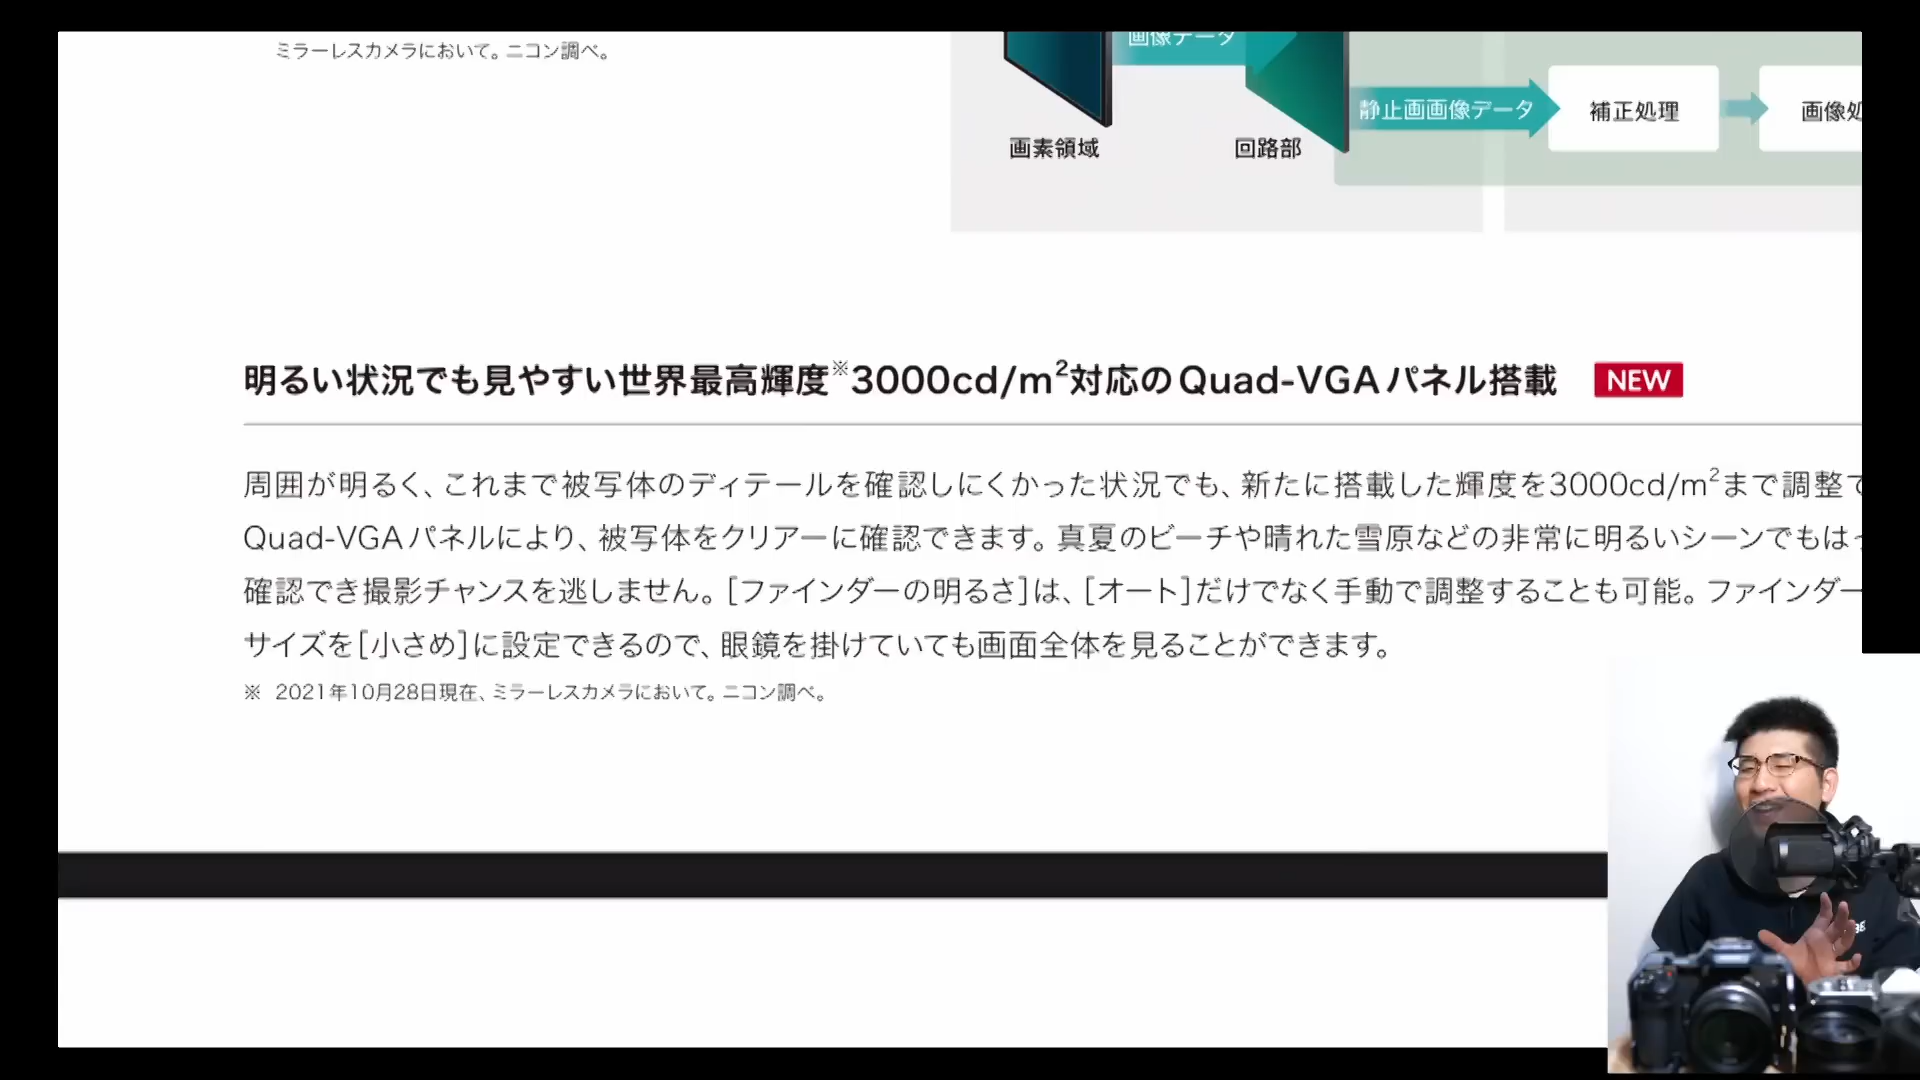 ミラーレスカメラにおいて。ニコン調べ。
画像データ
静止画画像データ
補正処理
画像処
画素領域
回路部
明るい状況でも見やすい世界最高輝度※3000cd/m²対応のQuad-VGAパネル搭載 NEW
周囲が明るく、これまで被写体のディテールを確認しにくかった状況でも、新たに搭載した輝度を3000cd/m²まで調整で
Quad-VGAパネルにより、被写体をクリアーに確認できます。真夏のビーチや晴れた雪原などの非常に明るいシーンでもはっ
確認でき撮影チャンスを逃しません。[ファインダーの明るさ]は、[オート]だけでなく手動で調整することも可能。ファインダー
サイズを[小さめ]に設定できるので、眼鏡を掛けていても画面全体を見ることができます。
※ 2021年10月28日現在、ミラーレスカメラにおいて。ニコン調べ。